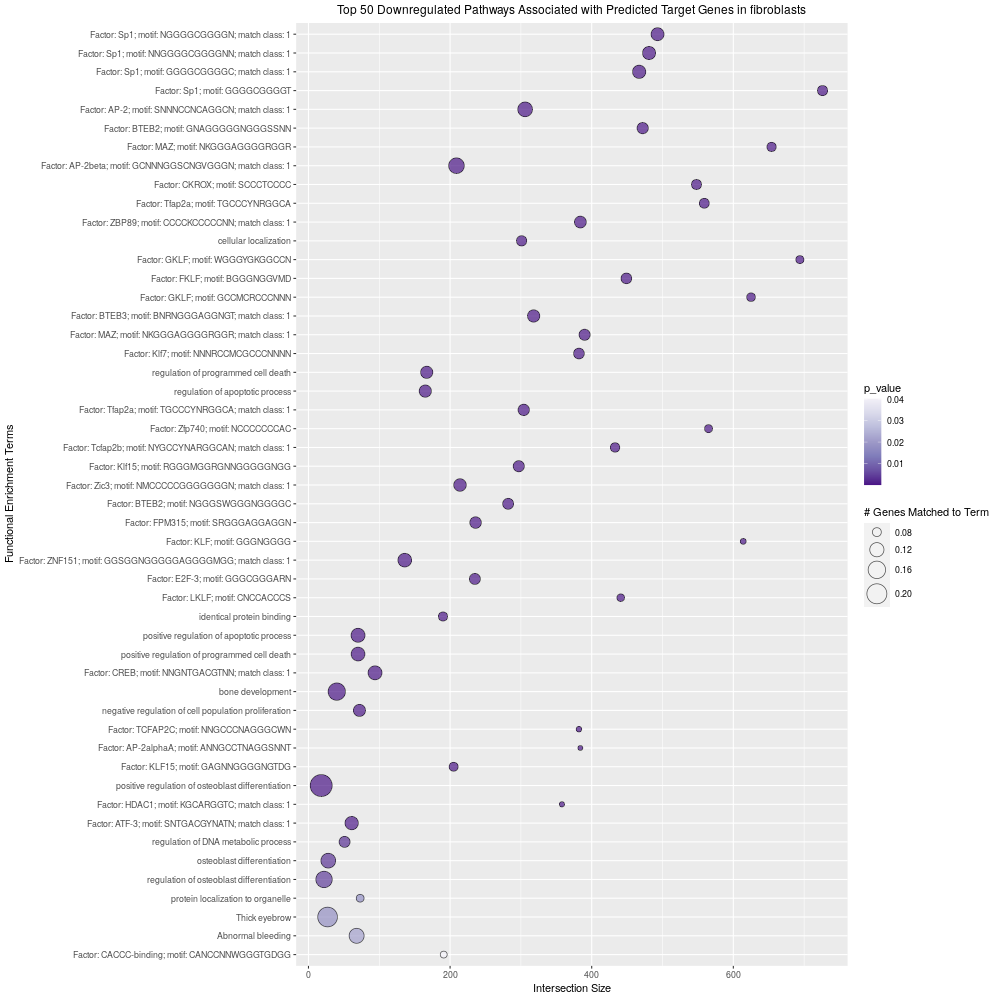 Top 50 Downregulated Pathways Associated with Predicted Target Genes in fibroblasts
Functional Enrichment Terms
Factor: Sp1; motif: NGGGGCGGGGN; match class: 1
Factor: Sp1; motif: NNGGGGCGGGGNN; match class: 1
Factor: Sp1; motif: GGGGCGGGGC; match class: 1
Factor: Sp1; motif: GGGGCGGGGT
Factor: AP-2; motif: SNNNCCNCAGGCN; match class: 1
Factor: BTEB2; motif: GNAGGGGGNGGGSSNN
Factor: MAZ; motif: NKGGGAGGGGRGGR
Factor: AP-2beta; motif: GCNNNGGSCNGVGGGN; match class: 1
Factor: CKROX; motif: SCCCTCCCC
Factor: Tfap2a; motif: TGCCCYNRGGCA
Factor: ZBP89; motif: CCCCKCCCCCNN; match class: 1
cellular localization
Factor: GKLF; motif: WGGGYGKGGCCN
Factor: FKLF; motif: BGGGNGGVMD
Factor: GKLF; motif: GCCMCRCCCNNN
Factor: BTEB3; motif: BNRNGGGAGGNGT; match class: 1
Factor: MAZ; motif: NKGGGAGGGGRGGR; match class: 1
Factor: Klf7; motif: NNNRCCMCGCCCNNNN
regulation of programmed cell death
regulation of apoptotic process
Factor: Tfap2a; motif: TGCCCYNRGGCA; match class: 1
Factor: Zfp740; motif: NCCCCCCCAC
Factor: Tcfap2b; motif: NYGCCYNARGGCAN; match class: 1
Factor: Klf15; motif: RGGGMGGRGNNGGGGGNGG
Factor: Zic3; motif: NMCCCCCGGGGGGGN; match class: 1
Factor: BTEB2; motif: NGGGSWGGGNGGGGC
Factor: FPM315; motif: SRGGGAGGAGGN
Factor: KLF; motif: GGGNGGGG
Factor: ZNF151; motif: GGSGGNGGGGGAGGGGMGG; match class: 1
Factor: E2F-3; motif: GGGCGGGARN
Factor: LKLF; motif: CNCCACCCS
identical protein binding
positive regulation of apoptotic process
positive regulation of programmed cell death
Factor: CREB; motif: NNGNTGACGTNN; match class: 1
bone development
negative regulation of cell population proliferation
Factor: TCFAP2C; motif: NNGCCCNAGGGCWN
Factor: AP-2alphaA; motif: ANNGCCTNAGGSNNT
Factor: KLF15; motif: GAGNNGGGGNGTDG
positive regulation of osteoblast differentiation
Factor: HDAC1; motif: KGCARGGTC; match class: 1
Factor: ATF-3; motif: SNTGACGYNATN; match class: 1
regulation of DNA metabolic process
osteoblast differentiation
regulation of osteoblast differentiation
protein localization to organelle
Thick eyebrow
Abnormal bleeding
Factor: CACCC-binding; motif: CANCCNNWGGGTGDGG
0 200 400 600
Intersection Size
p_value
0.04
0.03
0.02
0.01
# Genes Matched to Term
0.08
0.12
0.16
0.20